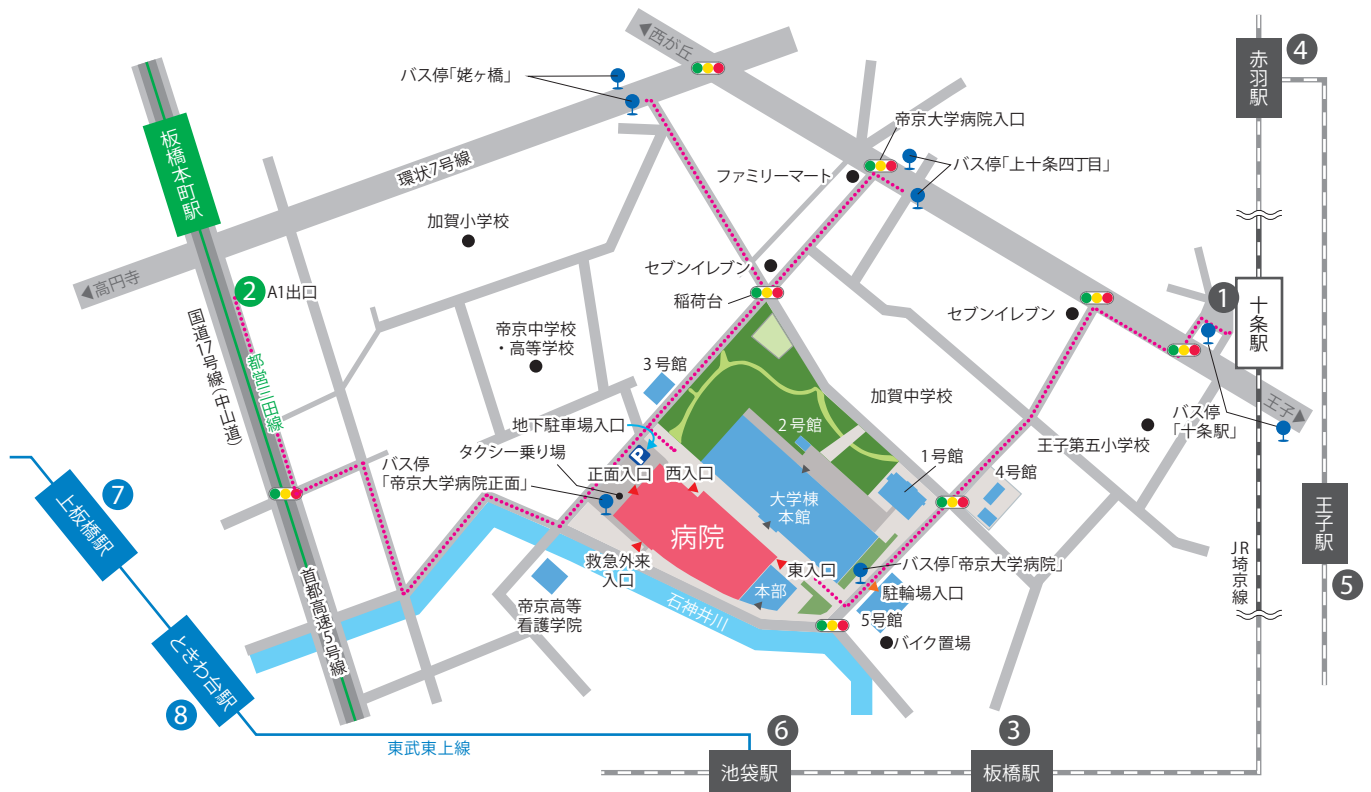 西が丘
4
赤羽駅
バス停「姥ヶ橋」
帝京大学病院入口
バス停「上十条四丁目」
板橋本町駅
環状7号線
ファミリーマート
加賀小学校
高円寺
2
A1出口
セブンイレブン
稲荷台
セブンイレブン
1
十条駅
国道17号線(中山道)
都営三田線
帝京中学校
・高等学校
3号館
加賀中学校
王子
バス停
「十条駅」
地下駐車場入口
2号館
王子第五小学校
タクシー乗り場
P
正面入口
西入口
1号館
4号館
バス停
「帝京大学病院正面」
大学棟
本館
5
王子駅
7
上板橋駅
病院
JR埼京線
救急外来
入口
東入口
バス停「帝京大学病院」
本部
駐輪場入口
首都高速5号線
帝京高等
看護学院
石神井川
5号館
バイク置場
ときわ台駅
8
東武東上線
6
池袋駅
3
板橋駅